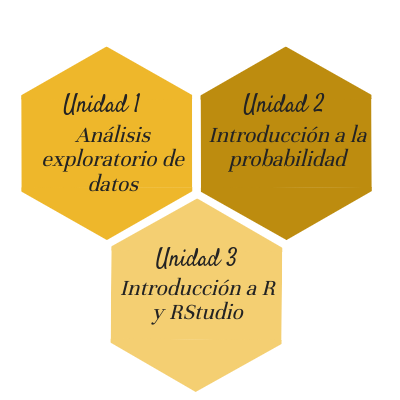 Unidad 1
Análisis
exploratorio de
datos
Unidad 2
Introducción a la
probabilidad
Unidad 3
Introducción a R
y RStudio